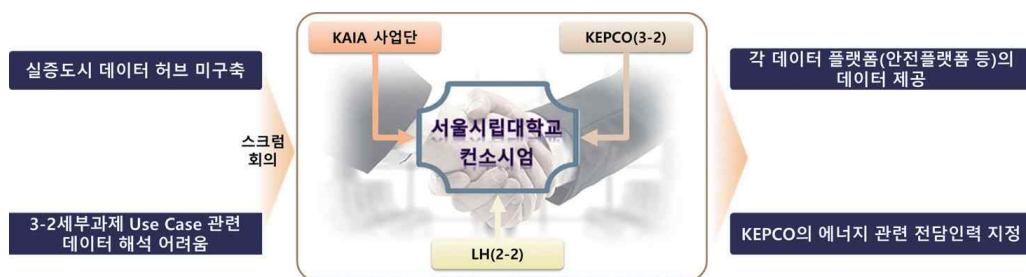 실증도시 데이터 허브 미구축
3-2세부과제 Use Case 관련
데이터 해석 어려움
스크럼
회의
KAIA 사업단
KEPCO(3-2)
서울시립대학교
컨소시엄
LH(2-2)
각 데이터 플랫폼(안전플랫폼 등)의
데이터 제공
KEPCO의 에너지 관련 전담인력 지정